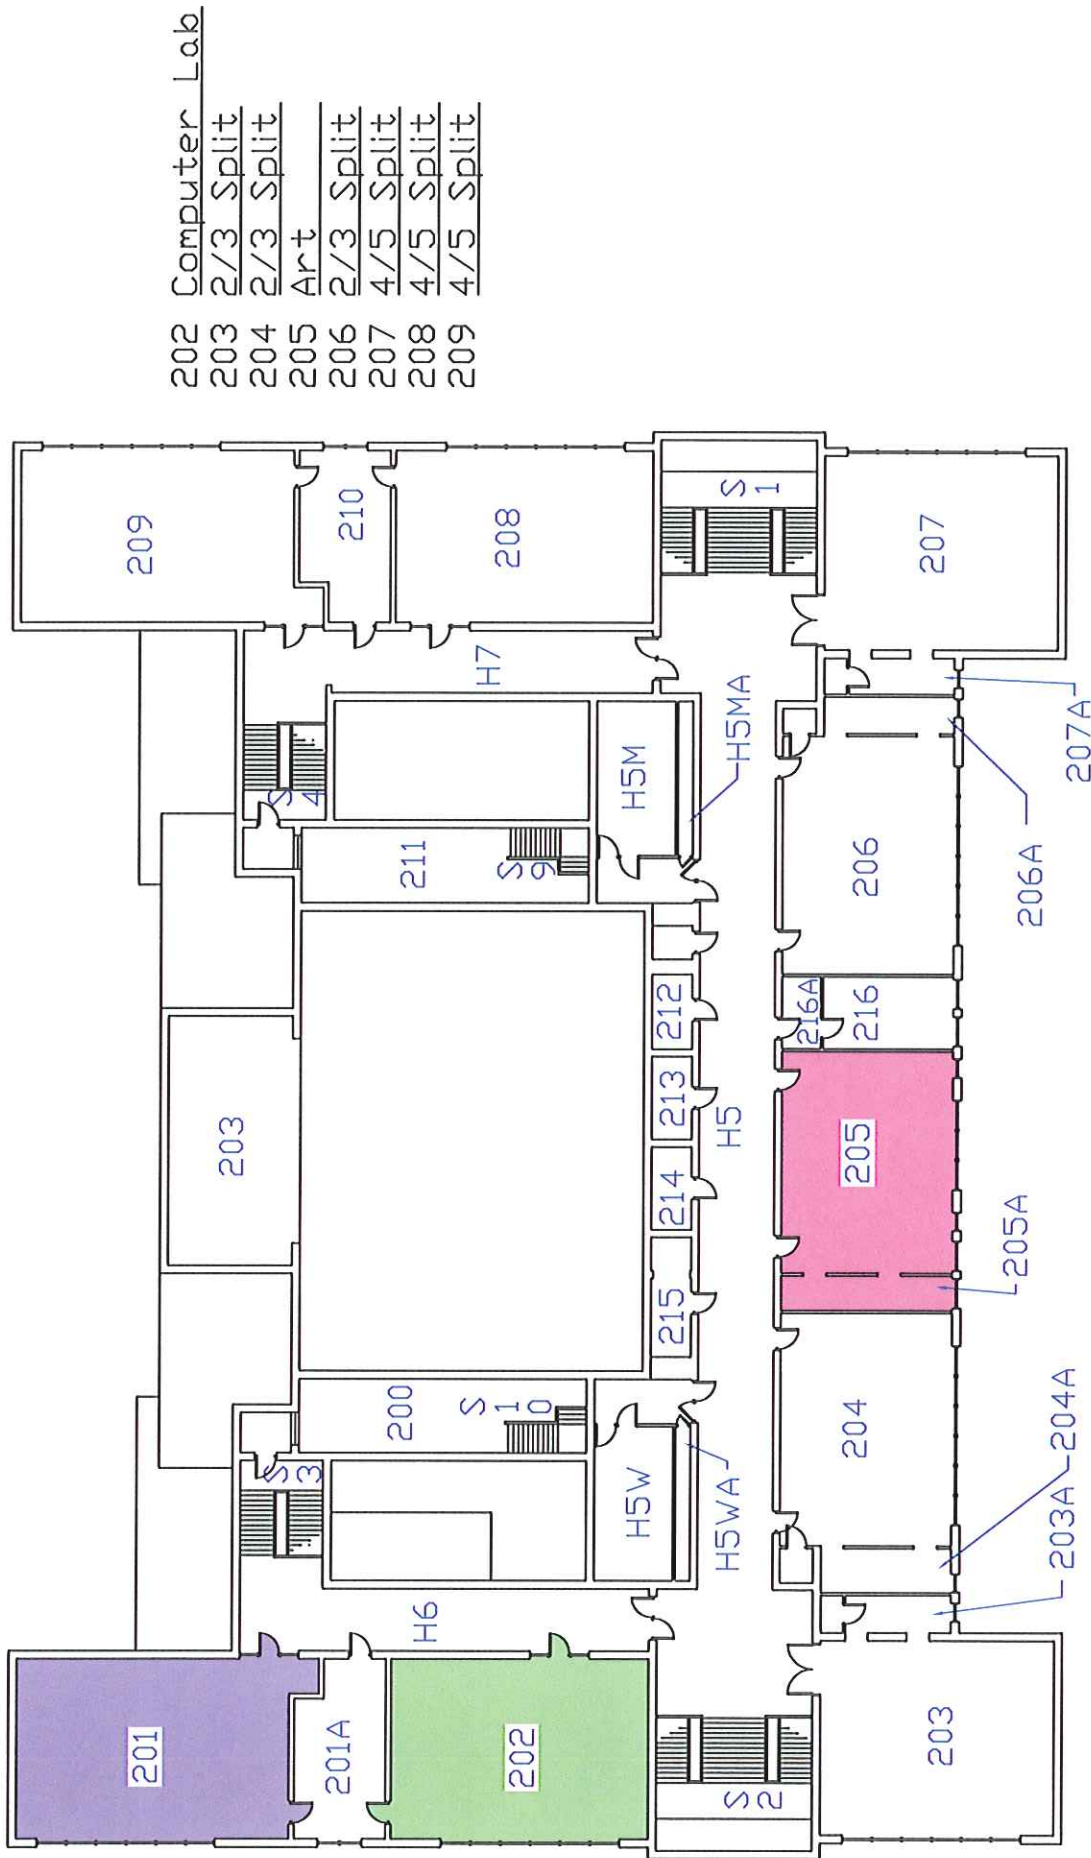 202 Computer Lab
203 2/3 Split
204 2/3 Split
205 Art
206 2/3 Split
207 4/5 Split
208 4/5 Split
209 4/5 Split
201
201A
202
S2
203
203A
H6
S3
200
S10
H5W
H5WA
204
204A
203
215
214
213
212
H5
205
205A
216A
216
211
S9
S4
H5M
H5MA
H7
206
206A
209
210
208
S1
207
207A